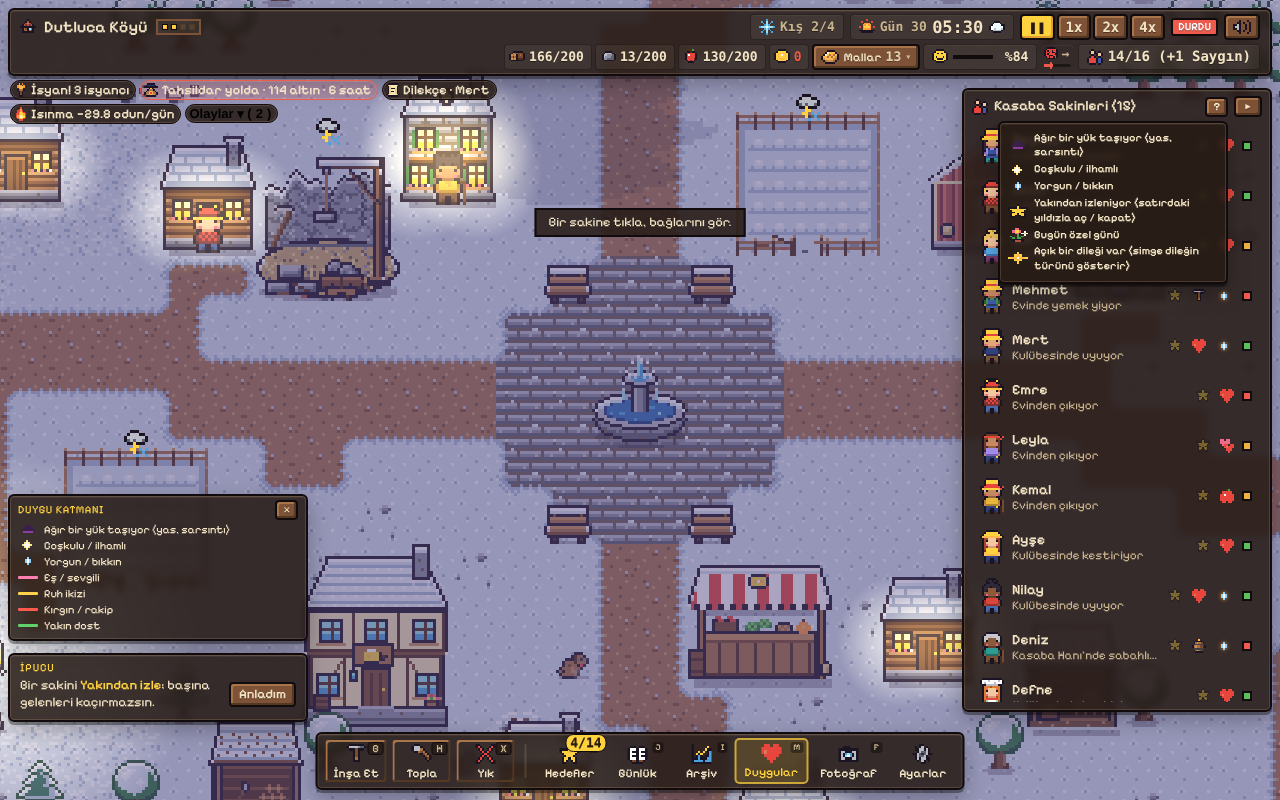 Dutluca Köyü
Kış 2/4
Gün 30 05:30
1x
2x
4x
DURDU
166/200
13/200
130/200
0
Mallar 13
%84
14/16 (+1 Saygın)
İsyan! 3 isyancı
Tahsildar yolda · 114 altın · 6 saat
Dilekçe · Mert
Isınma -89.8 odun/gün
Olaylar ▾ ( 2 )
Bir sakine tıkla, bağlarını gör.
Kasaba Sakinleri (15)
?
Ağır bir yük taşıyor (yas,
sarsıntı)
Coşkulu / ilhamlı
Yorgun / bıkkın
Yakından izleniyor (satırdaki
yıldızla aç / kapat)
Bugün özel günü
Açık bir dileği var (simge dileğin
türünü gösterir)
Mehmet
Evinde yemek yiyor
Mert
Kulübesinde uyuyor
Emre
Evinden çıkıyor
Leyla
Evinden çıkıyor
Kemal
Evinden çıkıyor
Ayşe
Kulübesinde kestiriyor
Nilay
Kulübesinde uyuyor
Deniz
Kasaba Hanı'nde sabahlı...
Defne
DUYGU KATMANI
Ağır bir yük taşıyor (yas, sarsıntı)
Coşkulu / ilhamlı
Yorgun / bıkkın
Eş / sevgili
Ruh ikizi
Kırgın / rakip
Yakın dost
İPUCU
Bir sakini Yakından izle: başına
gelenleri kaçırmazsın.
Anladım
İnşa Et
B
Topla
H
Yık
X
4/14
Hedefler
Günlük
J
Arşiv
I
Duygular
M
Fotoğraf
F
Ayarlar